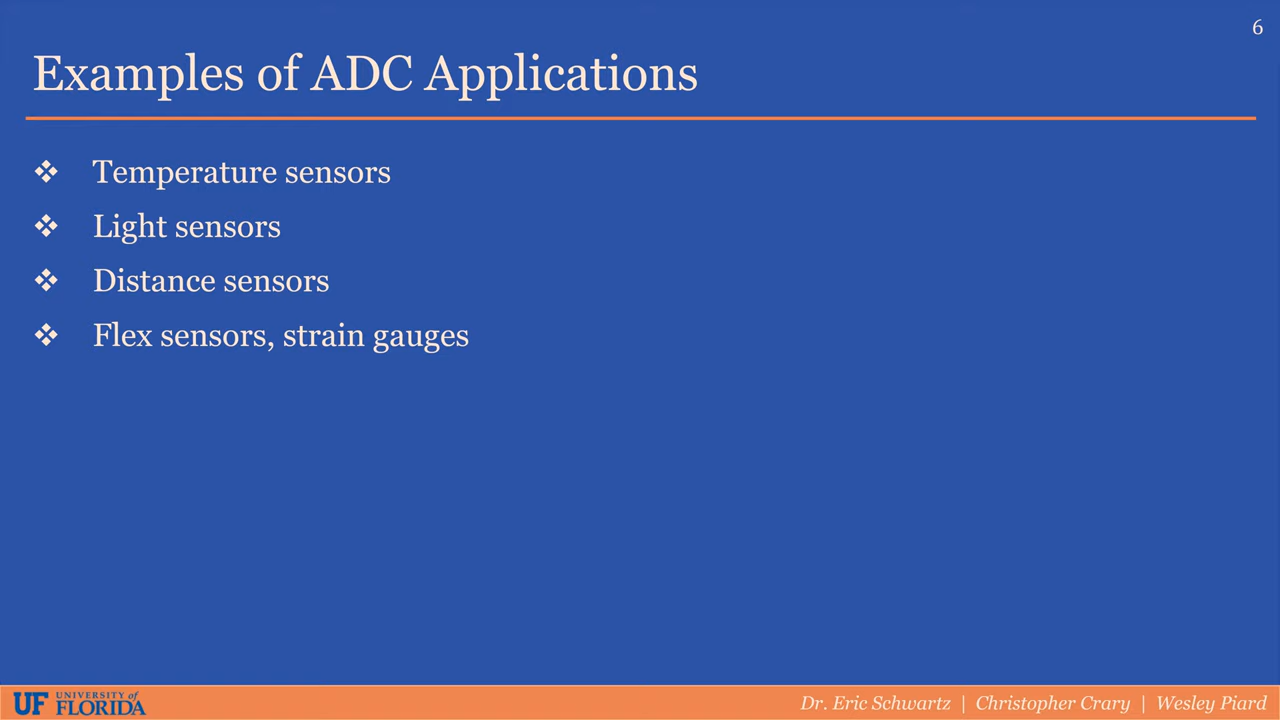 6
Examples of ADC Applications
❖ Temperature sensors
❖ Light sensors
❖ Distance sensors
❖ Flex sensors, strain gauges
UF UNIVERSITY of FLORIDA
Dr. Eric Schwartz | Christopher Crary | Wesley Piard